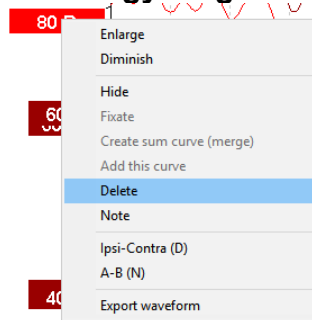 80
Enlarge
Diminish
Hide
Fixate
Create sum curve (merge)
Add this curve
Delete
Note
Ipsi-Contra (D)
A-B (N)
Export waveform
40